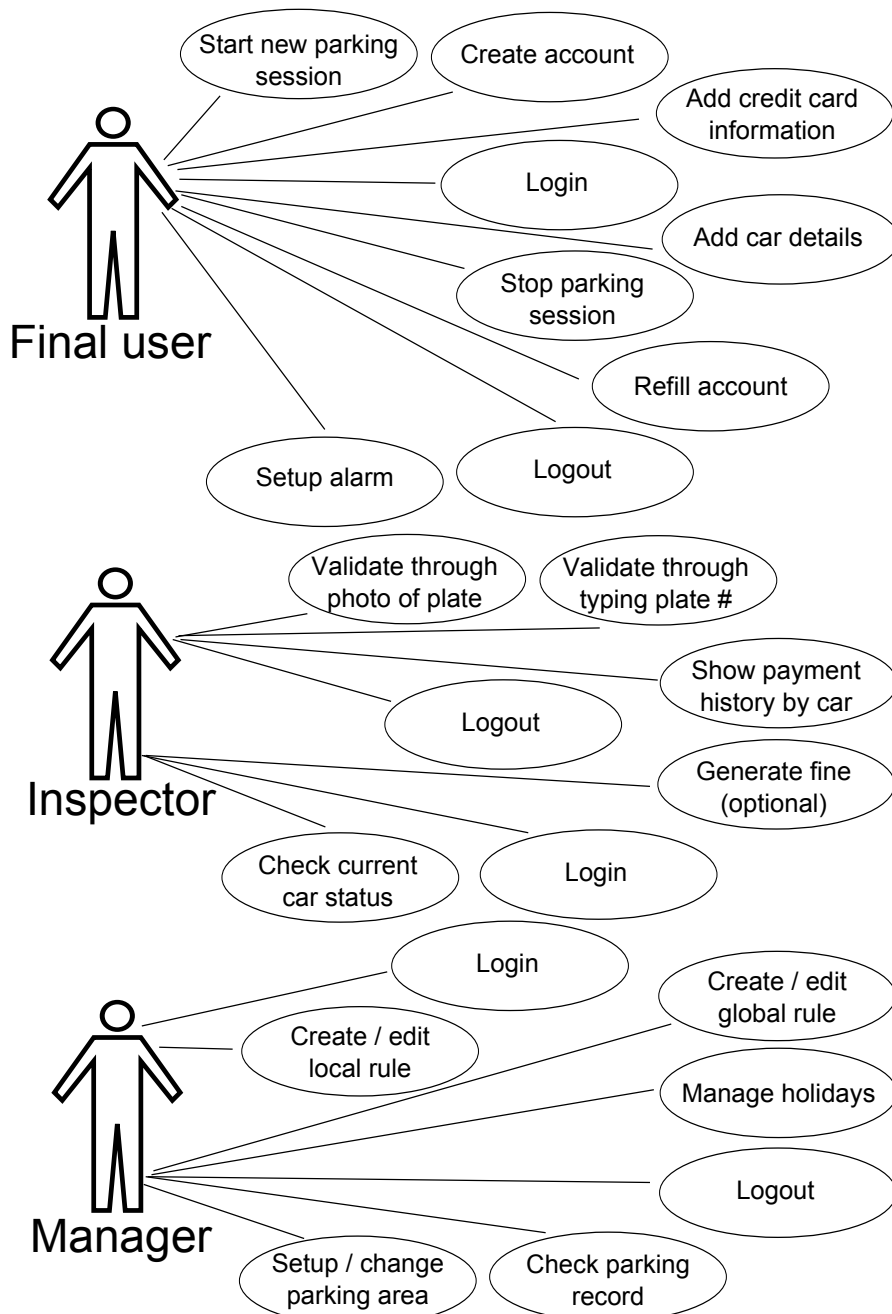 Start new parking
session
Create account
Add credit card
information
Login
Add car details
Stop parking
session
Final user
Refill account
Setup alarm
Logout
Validate through
photo of plate
Validate through
typing plate #
Show payment
history by car
Logout
Inspector
Generate fine
(optional)
Check current
car status
Login
Login
Create / edit
global rule
Create / edit
local rule
Manage holidays
Logout
Manager
Setup / change
parking area
Check parking
record